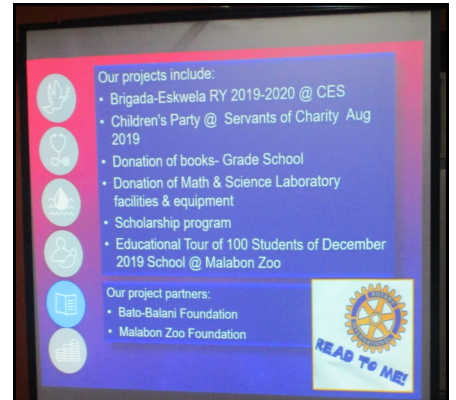 Our projects include:
• Brigada-Eskwela RY 2019-2020 @ CES
• Children's Party @ Servants of Charity Aug
2019
• Donation of books- Grade School
• Donation of Math & Science Laboratory
facilities & equipment
• Scholarship program
• Educational Tour of 100 Students of December
2019 School @ Malabon Zoo
Our project partners:
• Bato-Balani Foundation
• Malabon Zoo Foundation
ROTARY
INTERNATIONAL
READ TO ME!